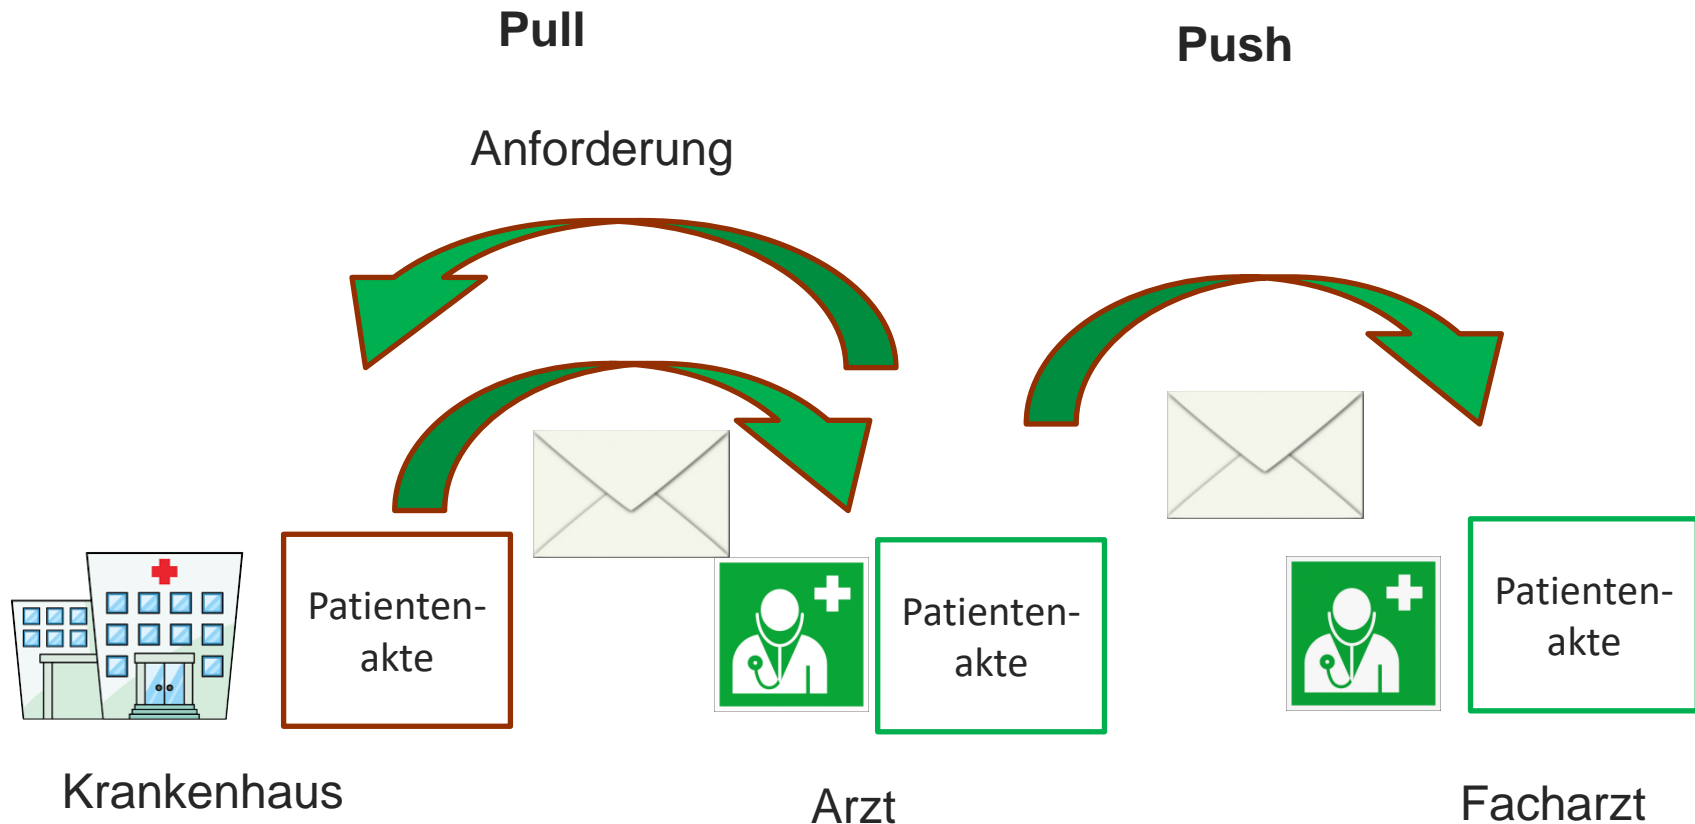 Pull
Push
Anforderung
Patienten-
akte
Patienten-
akte
Patienten-
akte
Krankenhaus
Arzt
Facharzt